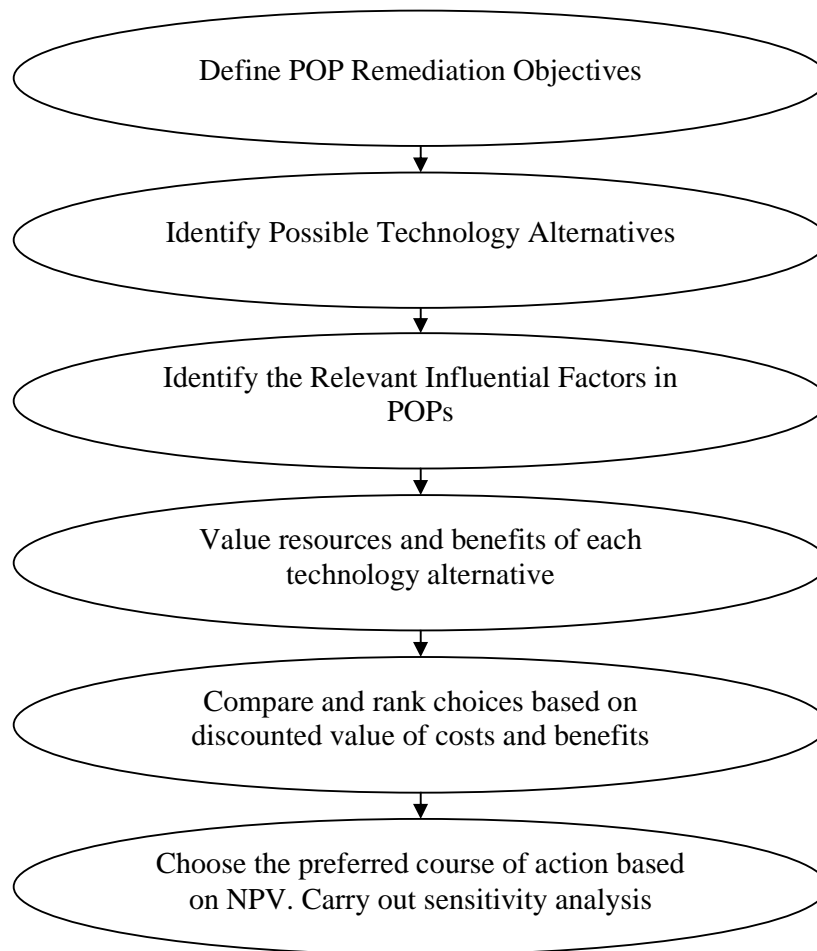 Define POP Remediation Objectives
Identify Possible Technology Alternatives
Identify the Relevant Influential Factors in
POPs
Value resources and benefits of each
technology alternative
Compare and rank choices based on
discounted value of costs and benefits
Choose the preferred course of action based
on NPV. Carry out sensitivity analysis